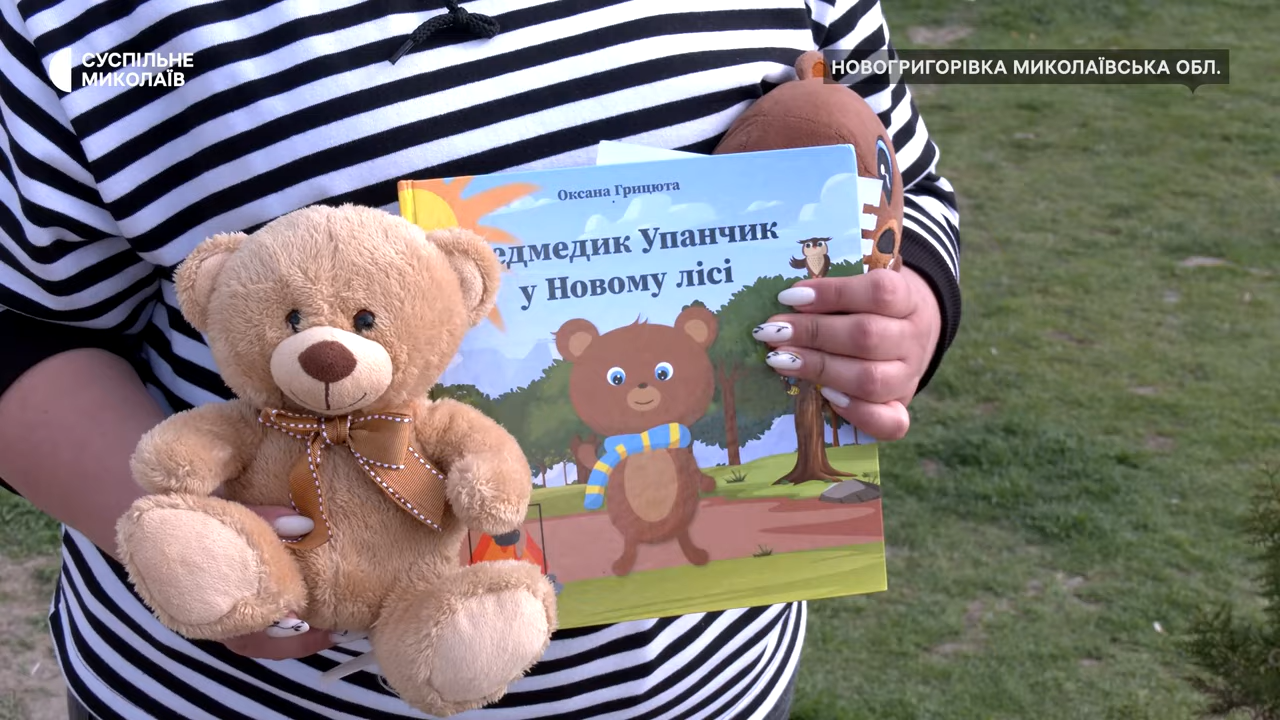 СУСПІЛЬНЕ
МИКОЛАЇВ
НОВОГРИГОРІВКА МИКОЛАЇВСЬКА ОБЛ.
Оксана Грицюта
едмедик Упанчик
у Новому лісі